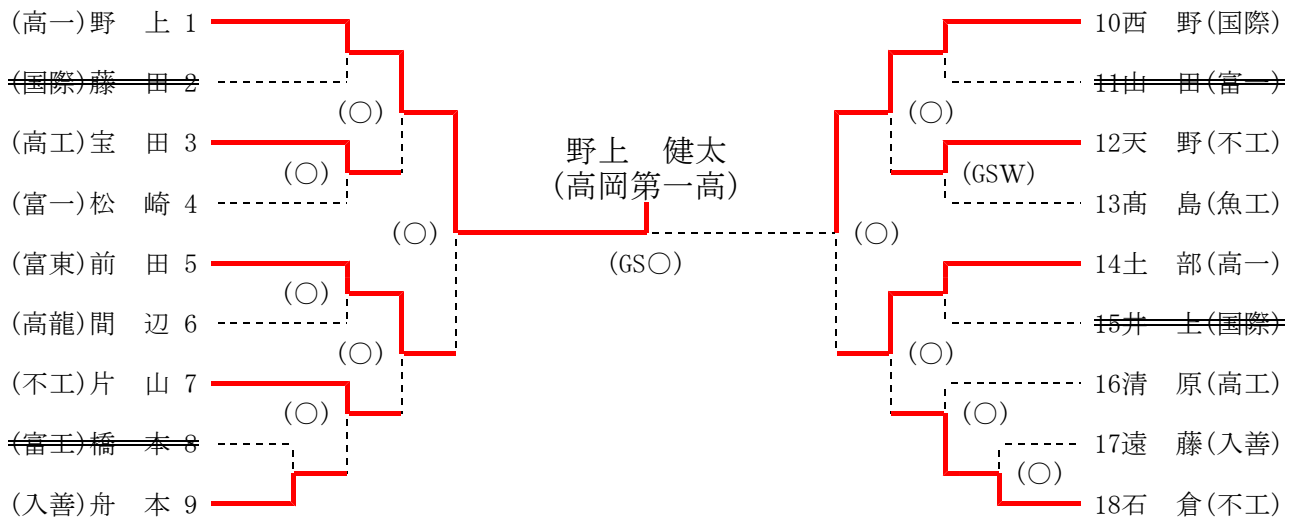 (高一)野　上 1
(国際)藤　田 2
(〇)
(高工)宝　田 3
(〇)
(富一)松　崎 4
(〇)
(富東)前　田 5
(〇)
(高龍)間　辺 6
(〇)
(不工)片　山 7
(〇)
(富工)橋　本 8
(入善)舟　本 9
野上　健太
(高岡第一高)
(GS〇)
10西　野(国際)
11山　田(富一)
(〇)
12天　野(不工)
(GSW)
13髙　島(魚工)
(〇)
14土　部(高一)
15井　上(国際)
(〇)
16清　原(高工)
(〇)
17遠　藤(入善)
(〇)
18石　倉(不工)